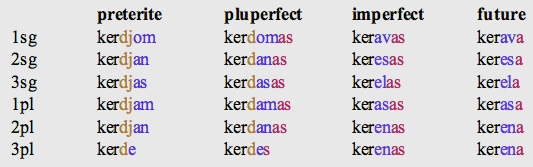 preterite pluperfect imperfect future
1sg kerdjom kerdomas keravas kerava
2sg kerdjan kerdanas keresas keresa
3sg kerdjas kerdasas kerelas kerela
1pl kerdjam kerdamas kerasas kerasa
2pl kerdjan kerdanas kerenas kerena
3pl kerde kerdes kerenas kerena